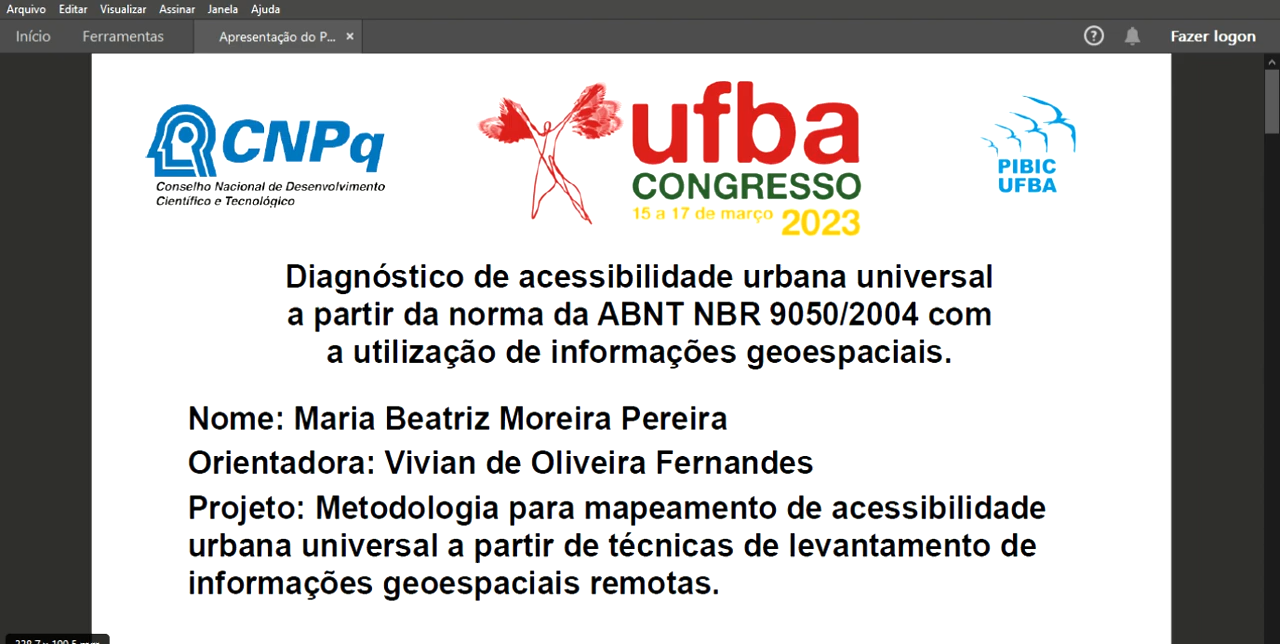 Arquivo Editar Visualizar Assinar Janela Ajuda
Início Ferramentas Apresentação do P... × ? Fazer logon
CNPq
Conselho Nacional de Desenvolvimento
Científico e Tecnológico
ufba
CONGRESSO
15 a 17 de março 2023
PIBIC
UFBA
Diagnóstico de acessibilidade urbana universal
a partir da norma da ABNT NBR 9050/2004 com
a utilização de informações geoespaciais.
Nome: Maria Beatriz Moreira Pereira
Orientadora: Vivian de Oliveira Fernandes
Projeto: Metodologia para mapeamento de acessibilidade
urbana universal a partir de técnicas de levantamento de
informações geoespaciais remotas.